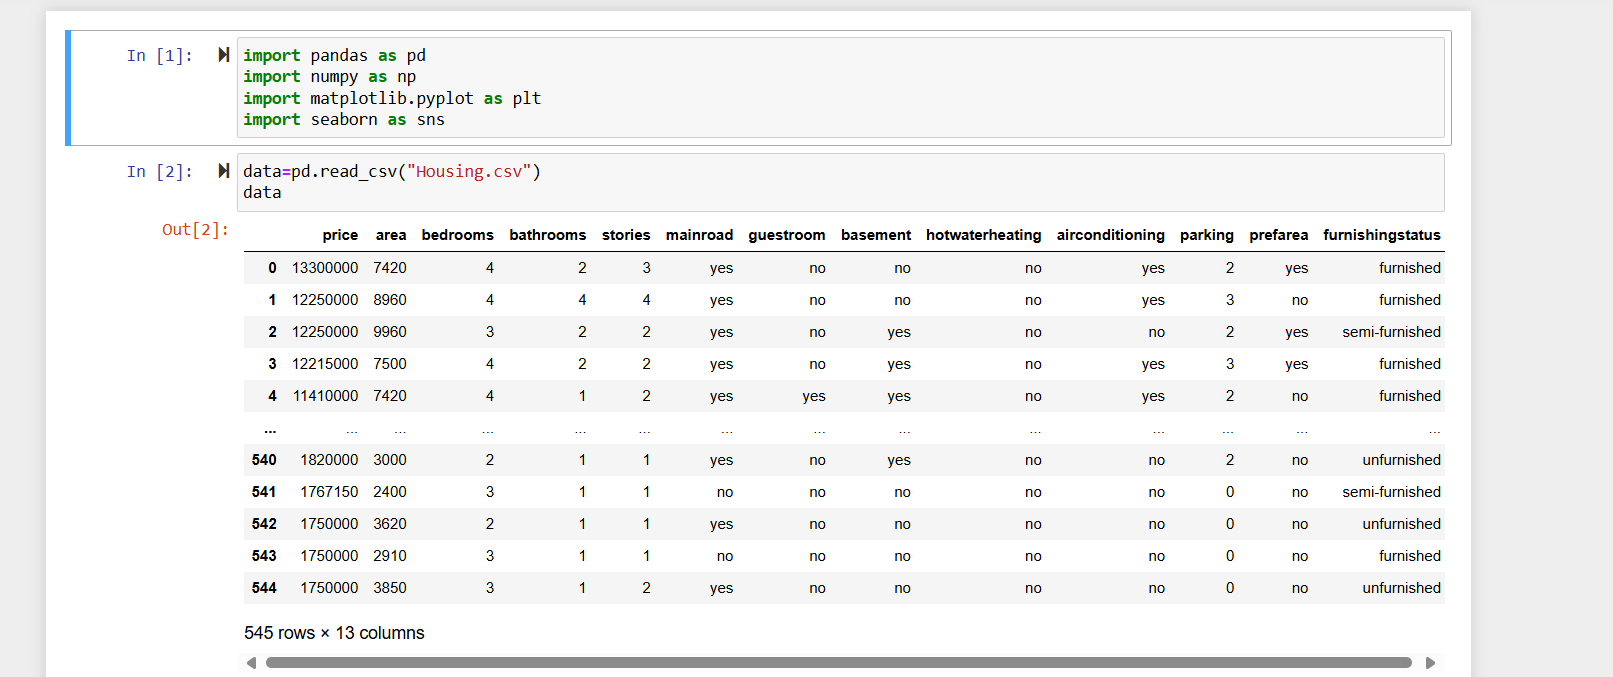 In [1]:
import pandas as pd
import numpy as np
import matplotlib.pyplot as plt
import seaborn as sns
In [2]:
data=pd.read_csv("Housing.csv")
data
Out[2]:
price area bedrooms bathrooms stories mainroad guestroom basement hotwaterheating airconditioning parking prefarea furnishingstatus
0 13300000 7420 4 2 3 yes no no no yes 2 yes furnished
1 12250000 8960 4 4 4 yes no no no yes 3 no furnished
2 12250000 9960 3 2 2 yes no yes no no 2 yes semi-furnished
3 12215000 7500 4 2 2 yes no yes no yes 3 yes furnished
4 11410000 7420 4 1 2 yes yes yes no yes 2 no furnished
... ... ... ... ... ... ... ... ... ... ... ... ... ...
540 1820000 3000 2 1 1 yes no yes no no 2 no unfurnished
541 1767150 2400 3 1 1 no no no no no 0 no semi-furnished
542 1750000 3620 2 1 1 yes no no no no 0 no unfurnished
543 1750000 2910 3 1 1 no no no no no 0 no furnished
544 1750000 3850 3 1 2 yes no no no no 0 no unfurnished
545 rows × 13 columns